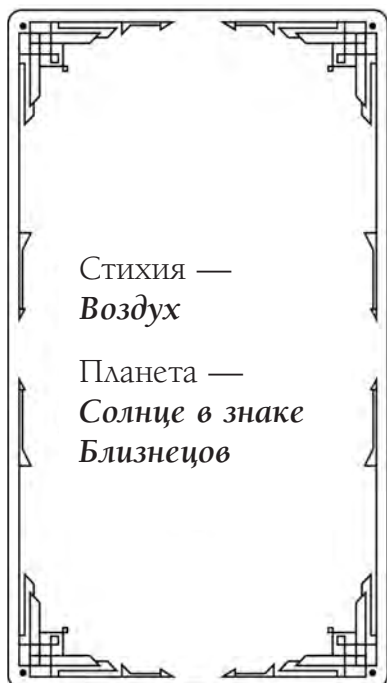 Стихия —
Воздух
Планета —
Солнце в знаке
Близнецов